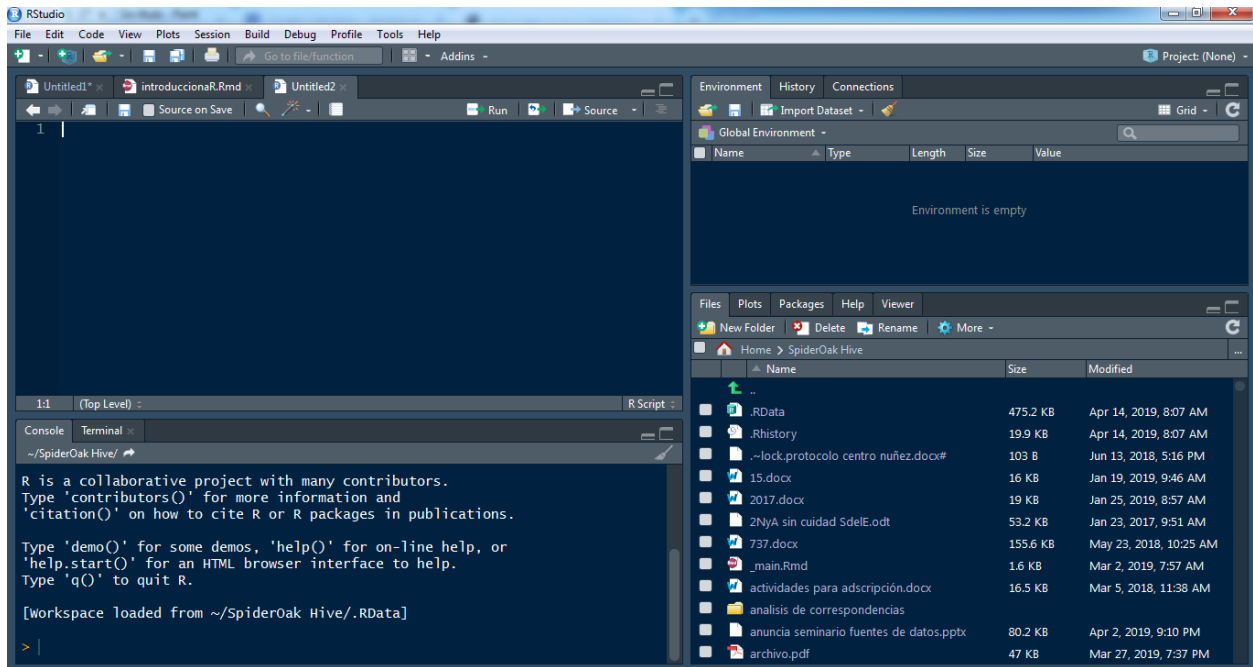 RStudio
File Edit Code View Plots Session Build Debug Profile Tools Help
Go to file/function Addins Project: (None)
Untitled1* introduccionaR.Rmd Untitled2
Source on Save Run Source
1
1:1 (Top Level) R Script
Console Terminal
~/SpiderOak Hive/
R is a collaborative project with many contributors.
Type 'contributors()' for more information and
'citation()' on how to cite R or R packages in publications.
Type 'demo()' for some demos, 'help()' for on-line help, or
'help.start()' for an HTML browser interface to help.
Type 'q()' to quit R.
[Workspace loaded from ~/SpiderOak Hive/.RData]
>
Environment History Connections
Import Dataset Grid
Global Environment
Name Type Length Size Value
Environment is empty
Files Plots Packages Help Viewer
New Folder Delete Rename More
Home > SpiderOak Hive ...
Name Size Modified
..
.RData 475.2 KB Apr 14, 2019, 8:07 AM
.Rhistory 19.9 KB Apr 14, 2019, 8:07 AM
.~lock.protocolo centro nuñez.docx# 103 B Jun 13, 2018, 5:16 PM
15.docx 16 KB Jan 19, 2019, 9:46 AM
2017.docx 19 KB Jan 25, 2019, 8:57 AM
2NyA sin cuidad SdelE.odt 53.2 KB Jan 23, 2017, 9:51 AM
737.docx 155.6 KB May 23, 2018, 10:25 AM
_main.Rmd 1.6 KB Mar 2, 2019, 7:57 AM
actividades para adscripción.docx 16.5 KB Mar 5, 2018, 11:38 AM
analisis de correspondencias
anuncia seminario fuentes de datos.pptx 80.2 KB Apr 2, 2019, 9:10 PM
archivo.pdf 47 KB Mar 27, 2019, 7:37 PM